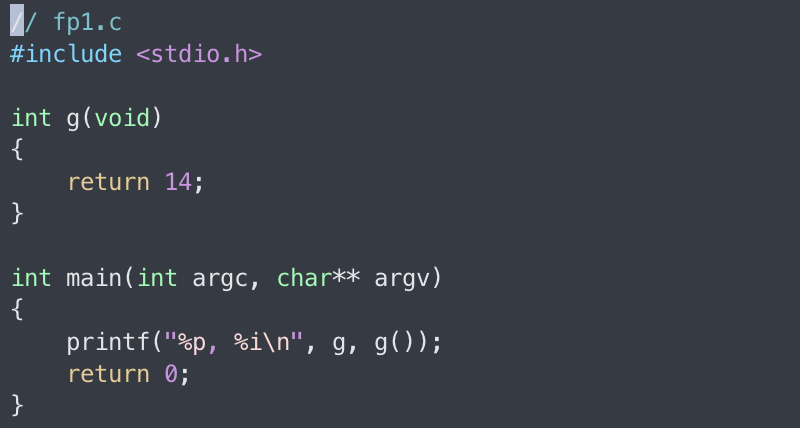 // fp1.c
#include <stdio.h>

int g(void)
{
    return 14;
}

int main(int argc, char** argv)
{
    printf("%p, %i\n", g, g());
    return 0;
}